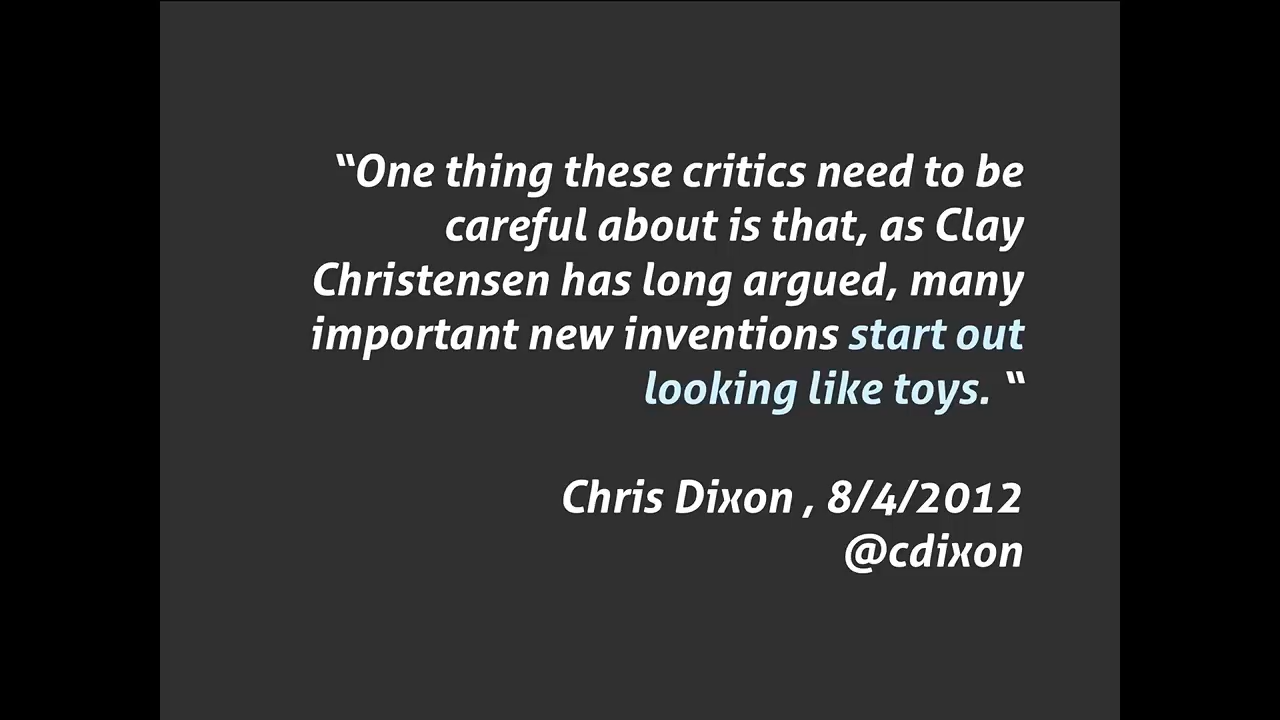 “One thing these critics need to be
careful about is that, as Clay
Christensen has long argued, many
important new inventions start out
looking like toys. “
Chris Dixon , 8/4/2012
@cdixon